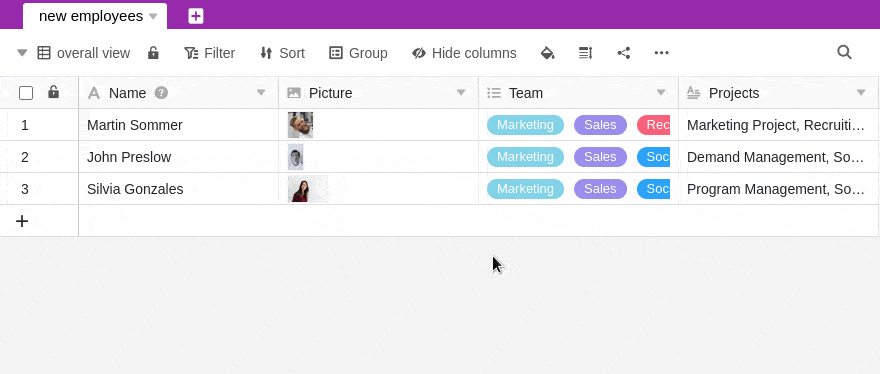 new employees
overall view Filter Sort Group Hide columns
Name ? Picture Team Projects
1 Martin Sommer Marketing Sales Rec Marketing Project, Recruiti...
2 John Preslow Marketing Sales Soc Demand Management, So...
3 Silvia Gonzales Marketing Sales Soc Program Management, So...